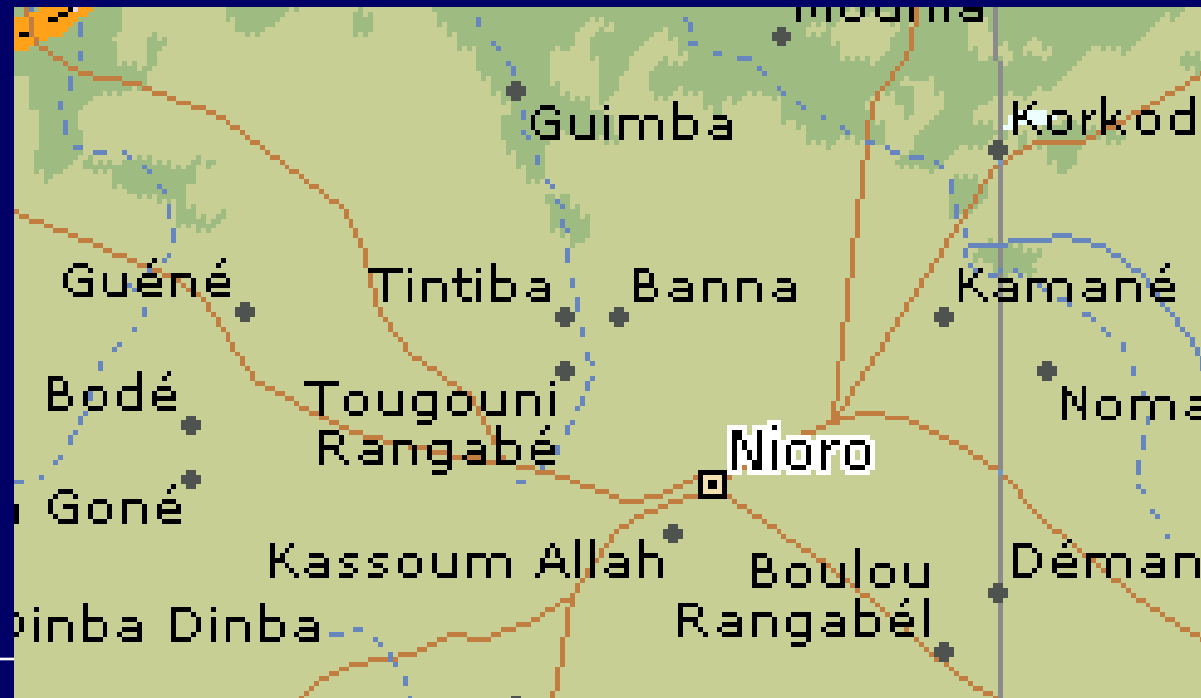 Guimba
Korkod
Guéné
Tintiba
Banna
Kamané
Bodé
Tougouni
Rangabé
Noma
Nioro
Goné
Kassoum Allah
Boulou
Rangabél
Déman
Dinba Dinba